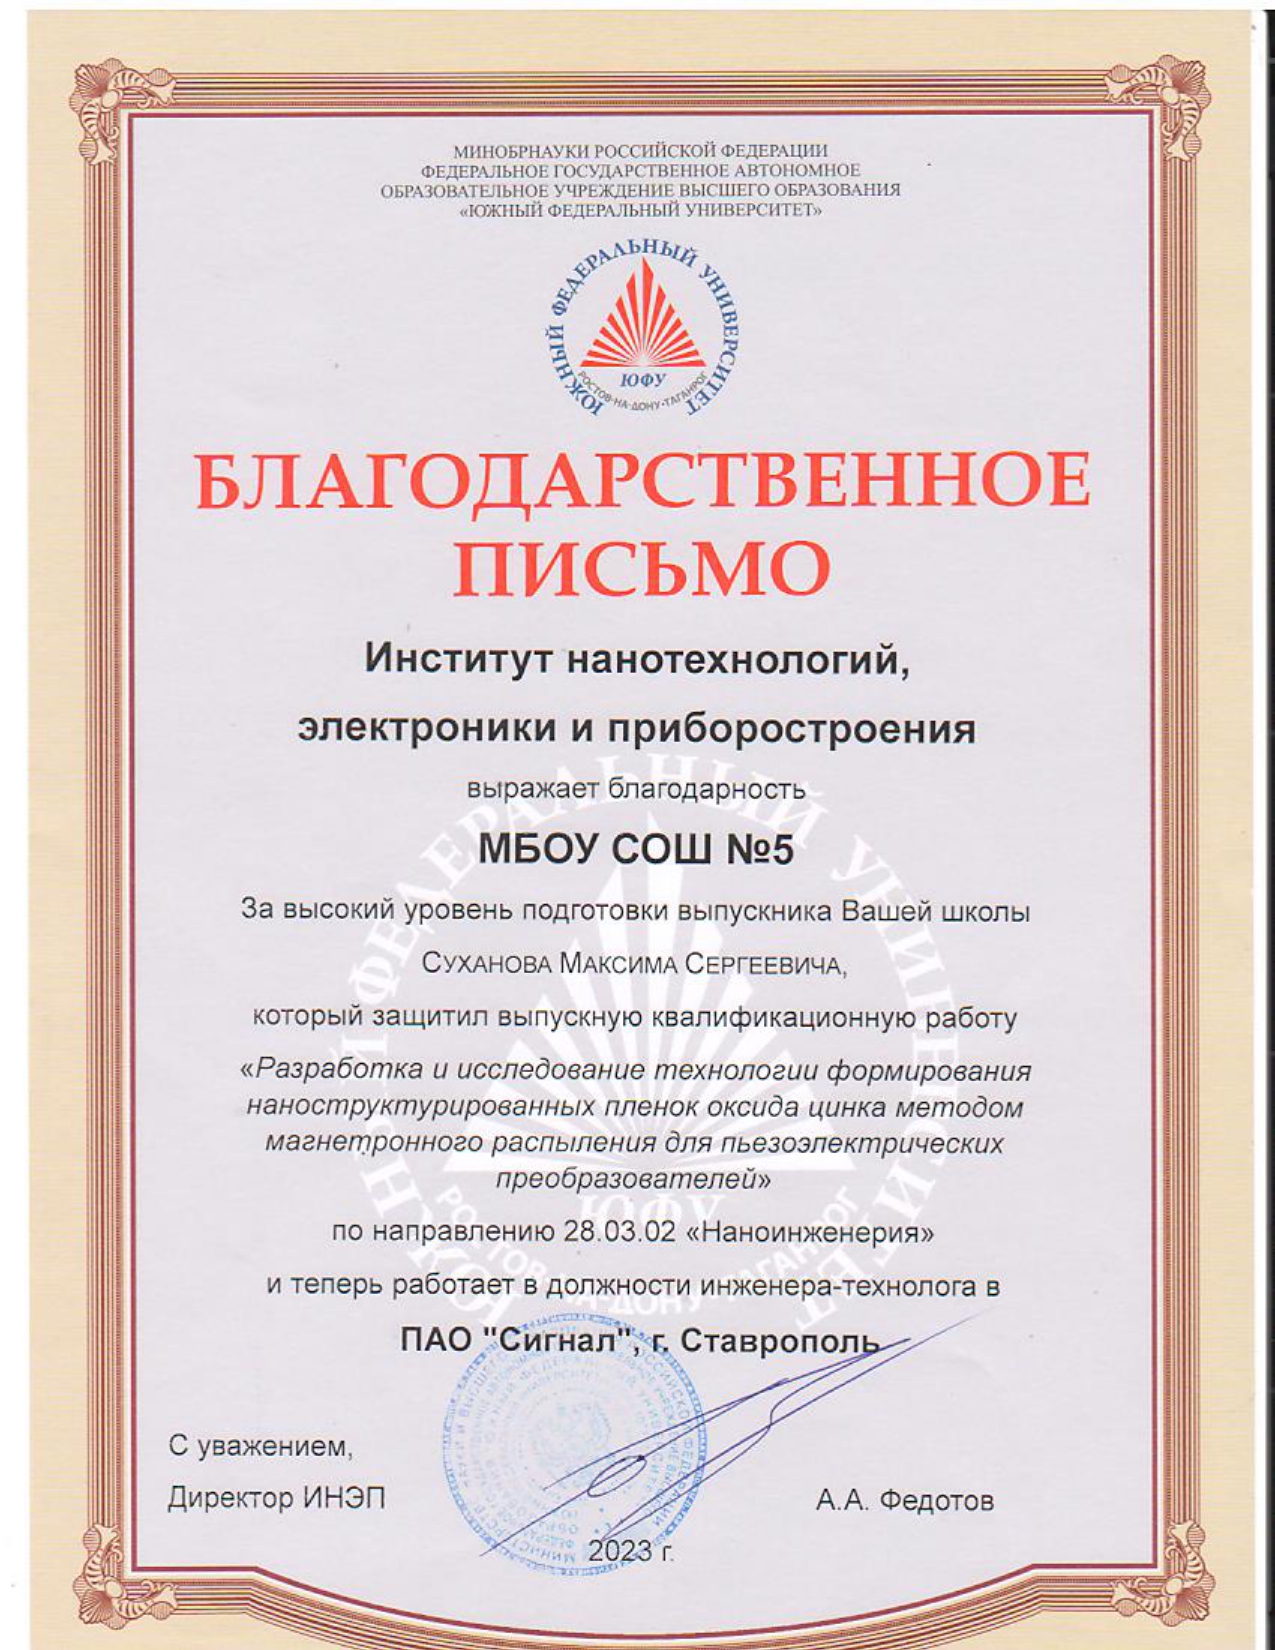 МИНОБРНАУКИ РОССИЙСКОЙ ФЕДЕРАЦИИ
ФЕДЕРАЛЬНОЕ ГОСУДАРСТВЕННОЕ АВТОНОМНОЕ
ОБРАЗОВАТЕЛЬНОЕ УЧРЕЖДЕНИЕ ВЫСШЕГО ОБРАЗОВАНИЯ
«ЮЖНЫЙ ФЕДЕРАЛЬНЫЙ УНИВЕРСИТЕТ»
ЮЖНЫЙ ФЕДЕРАЛЬНЫЙ УНИВЕРСИТЕТ
ЮФУ
РОСТОВ-НА-ДОНУ-ТАГАНРОГ
БЛАГОДАРСТВЕННОЕ
ПИСЬМО
Институт нанотехнологий,
электроники и приборостроения
выражает благодарность
МБОУ СОШ №5
За высокий уровень подготовки выпускника Вашей школы
СУХАНОВА МАКСИМА СЕРГЕЕВИЧА,
который защитил выпускную квалификационную работу
«Разработка и исследование технологии формирования
наноструктурированных пленок оксида цинка методом
магнетронного распыления для пьезоэлектрических
преобразователей»
по направлению 28.03.02 «Наноинженерия»
и теперь работает в должности инженера-технолога в
ПАО "Сигнал", г. Ставрополь
С уважением,
Директор ИНЭП
А.А. Федотов
2023 г.